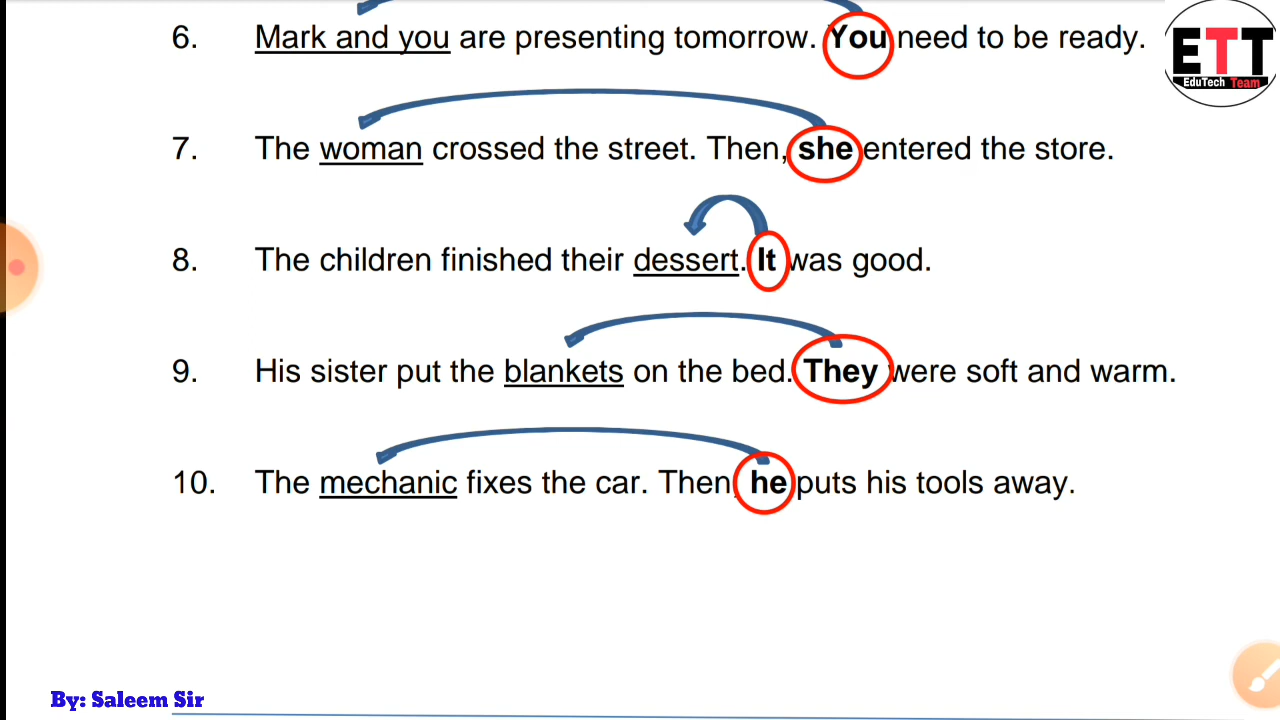 6. Mark and you are presenting tomorrow. You need to be ready.
ETT
EduTech Team
7. The woman crossed the street. Then, she entered the store.
8. The children finished their dessert. It was good.
9. His sister put the blankets on the bed. They were soft and warm.
10. The mechanic fixes the car. Then, he puts his tools away.
By: Saleem Sir